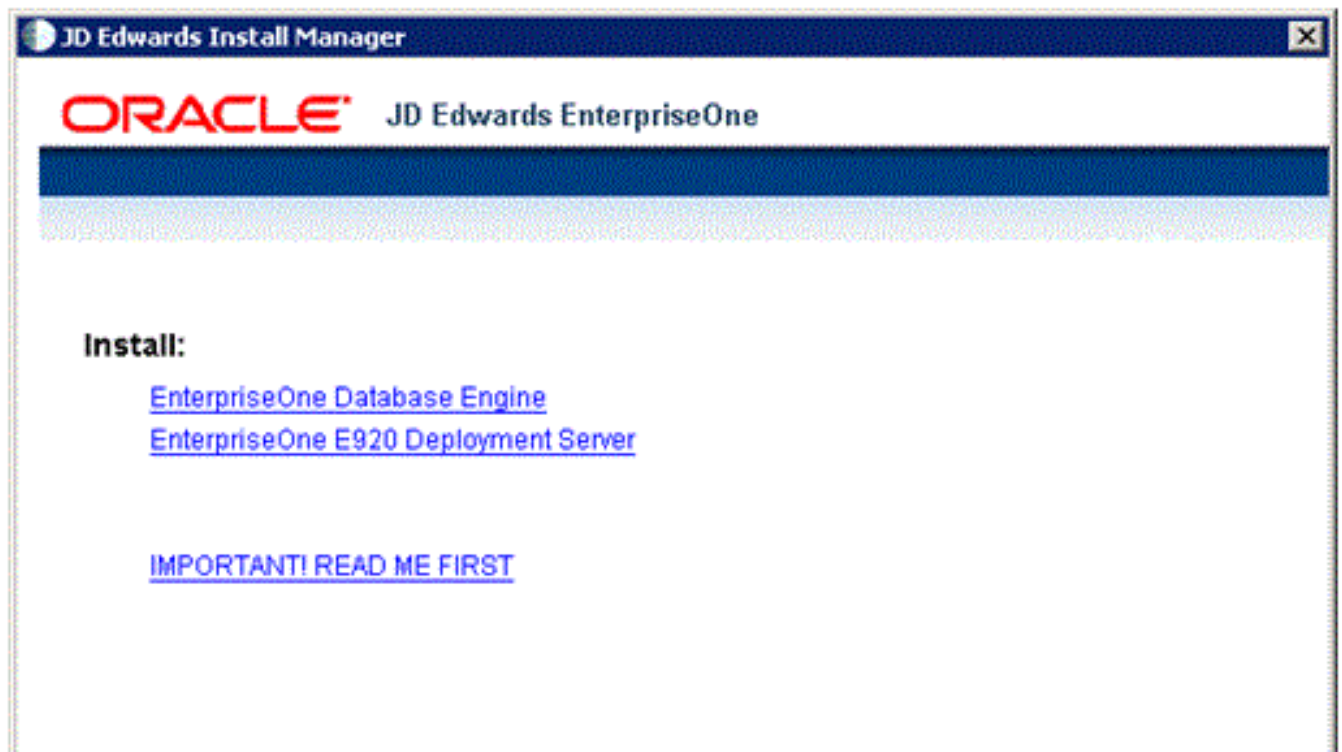 JD Edwards Install Manager
ORACLE JD Edwards EnterpriseOne
Install:
EnterpriseOne Database Engine
EnterpriseOne E920 Deployment Server
IMPORTANT! READ ME FIRST